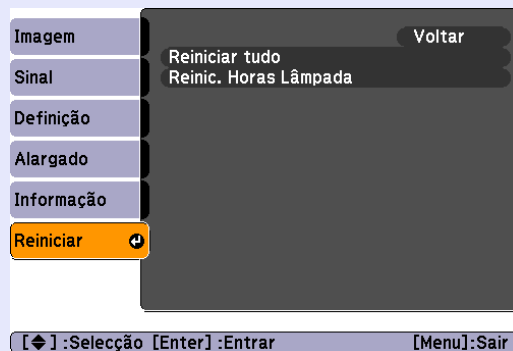 Imagem
Sinal
Definição
Alargado
Informação
Reiniciar
Voltar
Reiniciar tudo
Reinic. Horas Lâmpada
[◆] :Selecção [Enter] :Entrar [Menu]:Sair